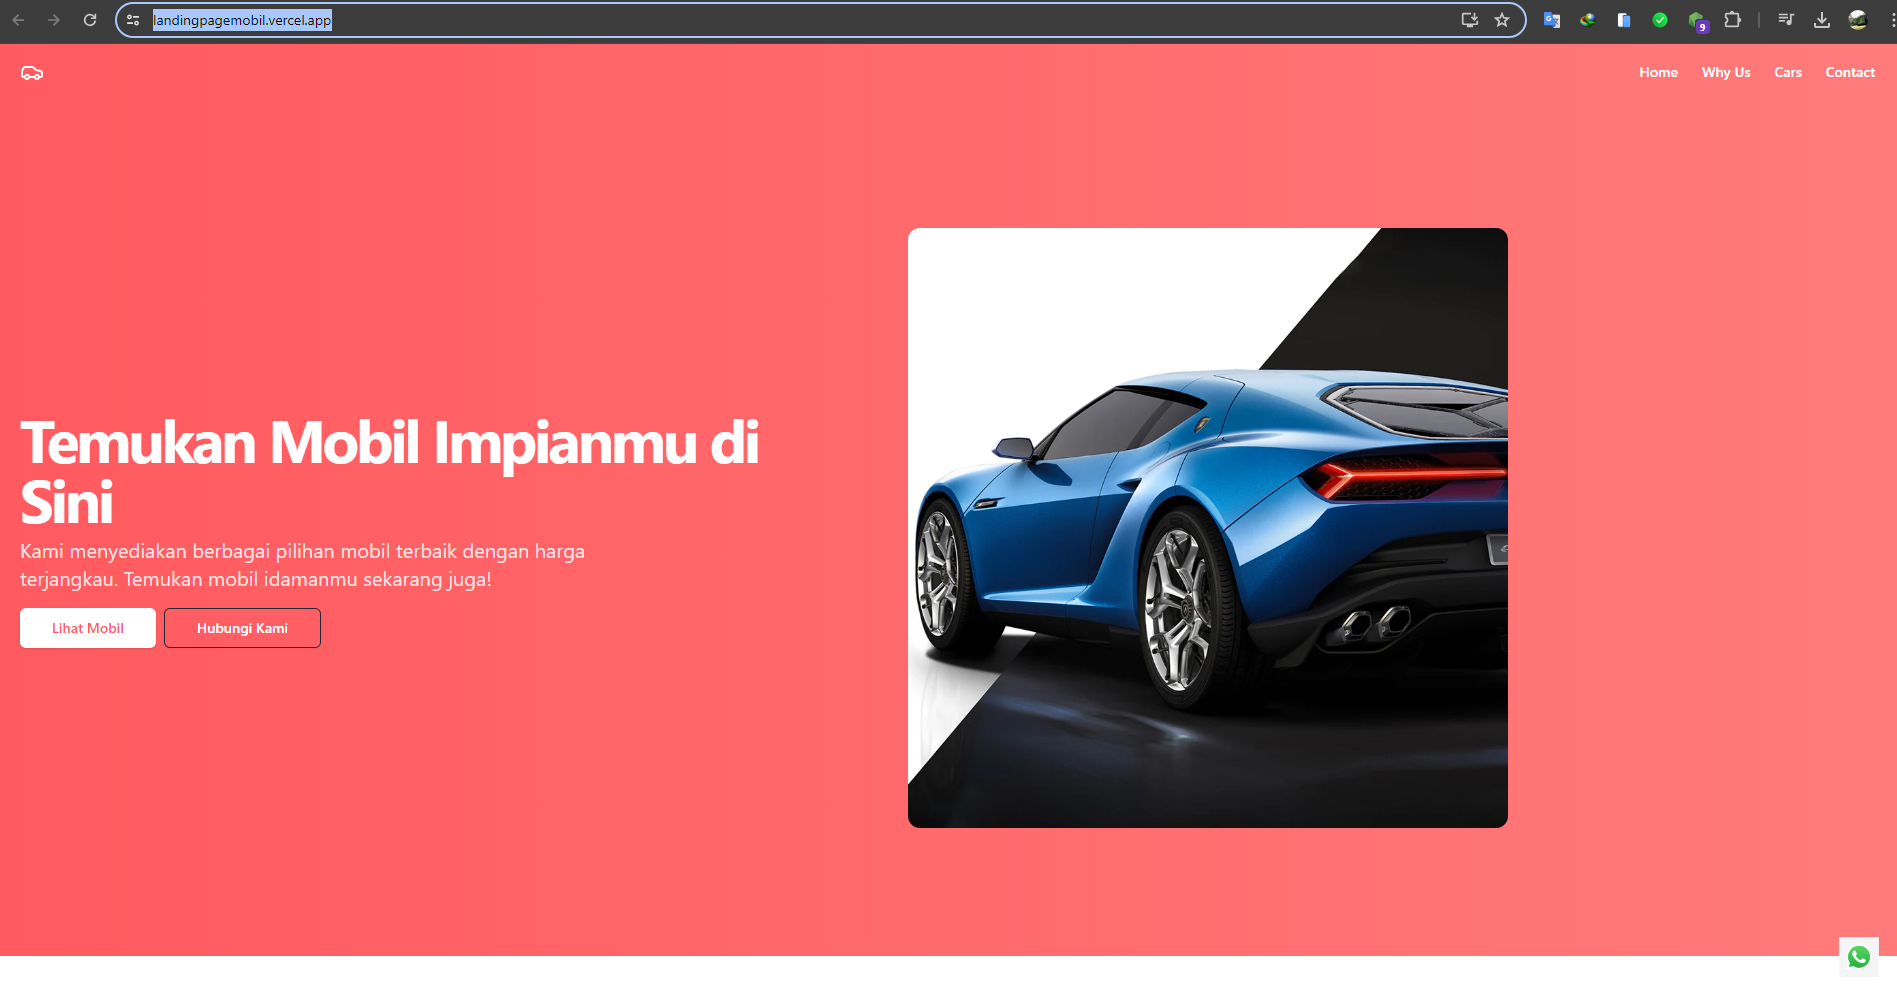 landingpagemobil.vercel.app
9
Home Why Us Cars Contact
Temukan Mobil Impianmu di
Sini
Kami menyediakan berbagai pilihan mobil terbaik dengan harga
terjangkau. Temukan mobil idamanmu sekarang juga!
Lihat Mobil Hubungi Kami